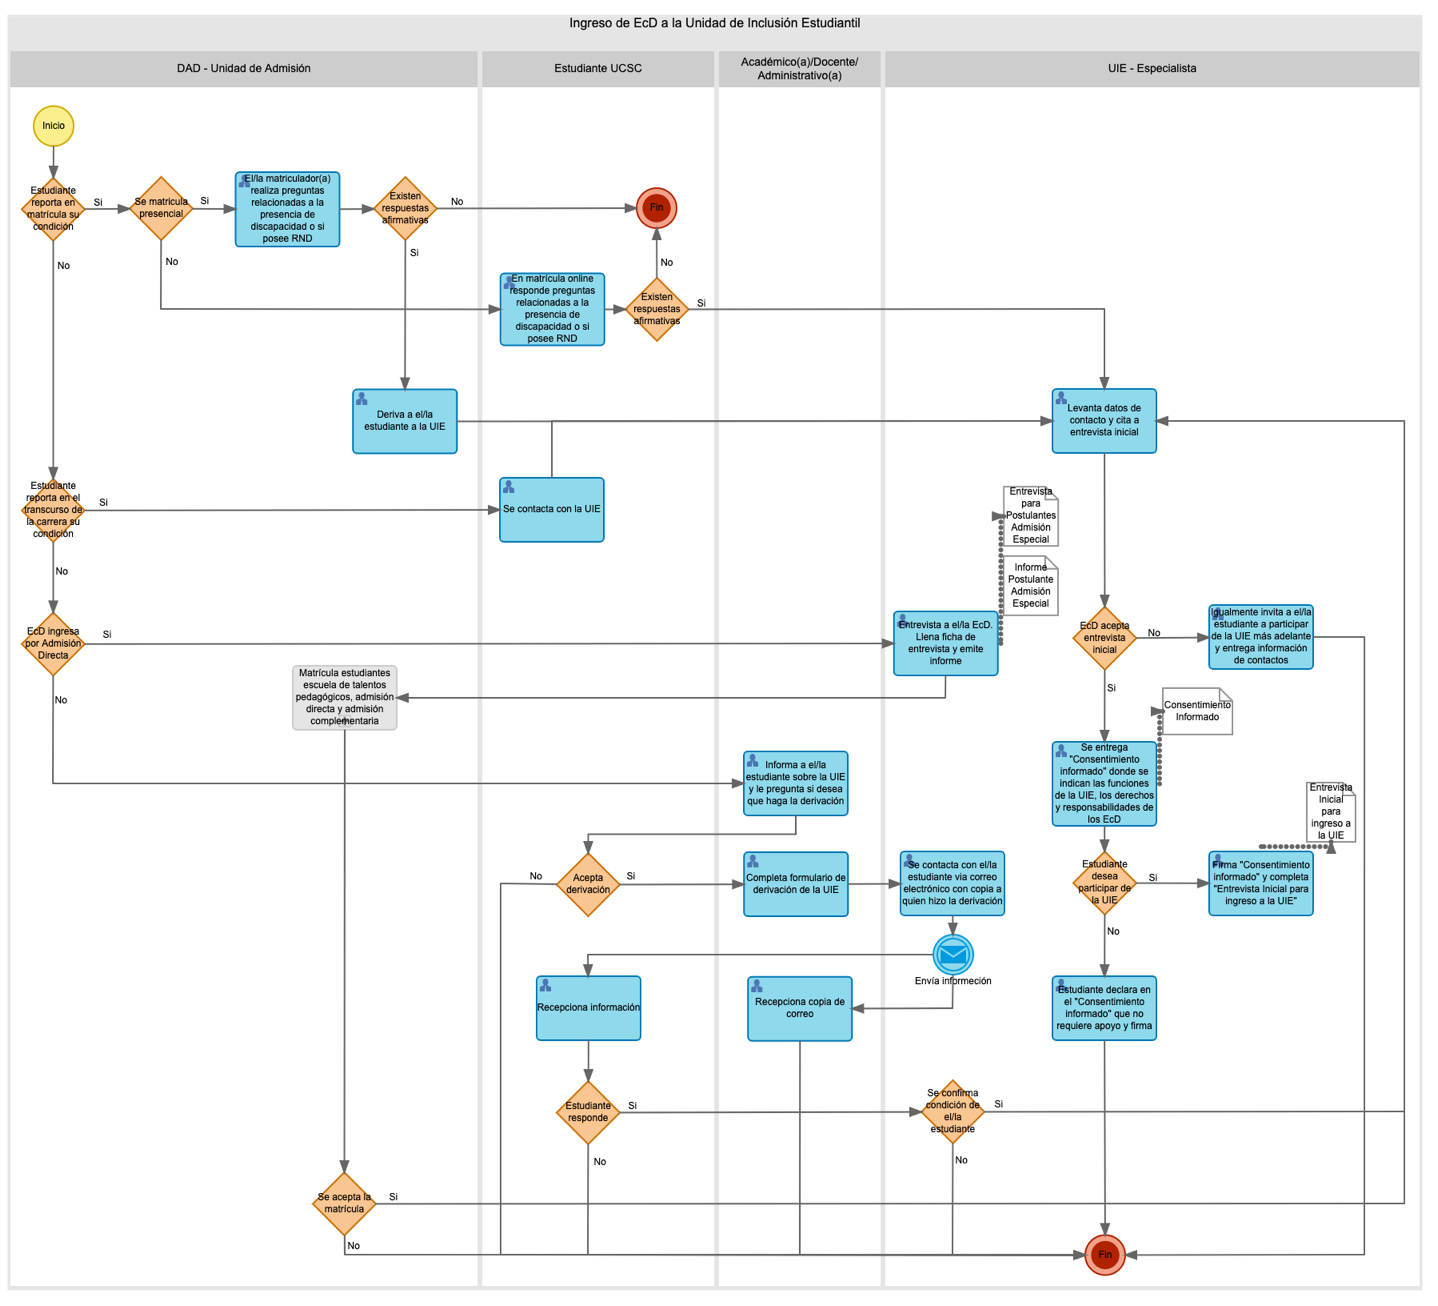 Ingreso de EcD a la Unidad de Inclusión Estudiantil
DAD - Unidad de Admisión
Estudiante UCSC
Académico(a)/Docente/
Administrativo(a)
UIE - Especialista
Inicio
Estudiante
reporta en
matrícula su
condición
Si
No
Se matricula
presencial
Si
No
El/la matriculador(a)
realiza preguntas
relacionadas a la
presencia de
discapacidad o si
posee RND
Existen
respuestas
afirmativas
No
Si
Fin
No
En matrícula online
responde preguntas
relacionadas a la
presencia de
discapacidad o si
posee RND
Existen
respuestas
afirmativas
Si
Deriva a el/la
estudiante a la UIE
Levanta datos de
contacto y cita a
entrevista inicial
Estudiante
reporta en el
transcurso de
la carrera su
condición
Si
No
Se contacta con la UIE
Entrevista
para
Postulantes
Admisión
Especial
Informe
Postulante
Admisión
Especial
EcD ingresa
por Admisión
Directa
Si
No
Entrevista a el/la EcD.
Llena ficha de
entrevista y emite
informe
EcD acepta
entrevista
inicial
No
Si
Igualmente invita a el/la
estudiante a participar
de la UIE más adelante
y entrega información
de contactos
Matrícula estudiantes
escuela de talentos
pedagógicos, admisión
directa y admisión
complementaria
Consentimiento
Informado
Informa a el/la
estudiante sobre la UIE
y le pregunta si desea
que haga la derivación
Se entrega
"Consentimiento
informado" donde se
indican las funciones
de la UIE, los derechos
y responsabilidades de
los EcD
Entrevista
Inicial
para
ingreso a
la UIE
No
Acepta
derivación
Si
Completa formulario de
derivación de la UIE
Se contacta con el/la
estudiante via correo
electrónico con copia a
quien hizo la derivación
Estudiante
desea
participar de
la UIE
Si
No
Firma "Consentimiento
informado" y completa
"Entrevista Inicial para
ingreso a la UIE"
Envía informeción
Recepciona información
Recepciona copia de
correo
Estudiante declara en
el "Consentimiento
informado" que no
requiere apoyo y firma
Estudiante
responde
Si
No
Se confirma
condición de
el/la
estudiante
Si
No
Se acepta la
matrícula
Si
No
Fin